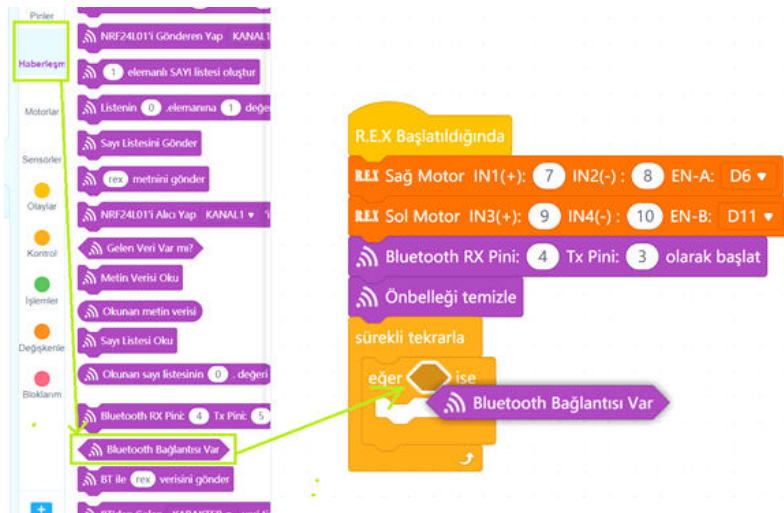 Pinler
Haberleşm
Motorlar
Sensörler
Olaylar
Kontrol
İşlemler
Değişkenle
Bloklarım
NRF24L01'i Gönderen Yap KANAL1
1 elemanlı SAYI listesi oluştur
Listenin 0 .elemanına 1 değe
Sayı Listesini Gönder
rex metnini gönder
NRF24L01'i Alıcı Yap KANAL1
Gelen Veri Var mı?
Metin Verisi Oku
Okunan metin verisi
Sayı Listesi Oku
Okunan sayı listesinin 0 . değeri
Bluetooth RX Pini: 4 Tx Pini: 5
Bluetooth Bağlantısı Var
BT ile rex verisini gönder
R.E.X Başlatıldığında
REX Sağ Motor IN1(+): 7 IN2(-) : 8 EN-A: D6
REX Sol Motor IN3(+): 9 IN4(-) : 10 EN-B: D11
Bluetooth RX Pini: 4 Tx Pini: 3 olarak başlat
Önbelleği temizle
sürekli tekrarla
eğer ise
Bluetooth Bağlantısı Var